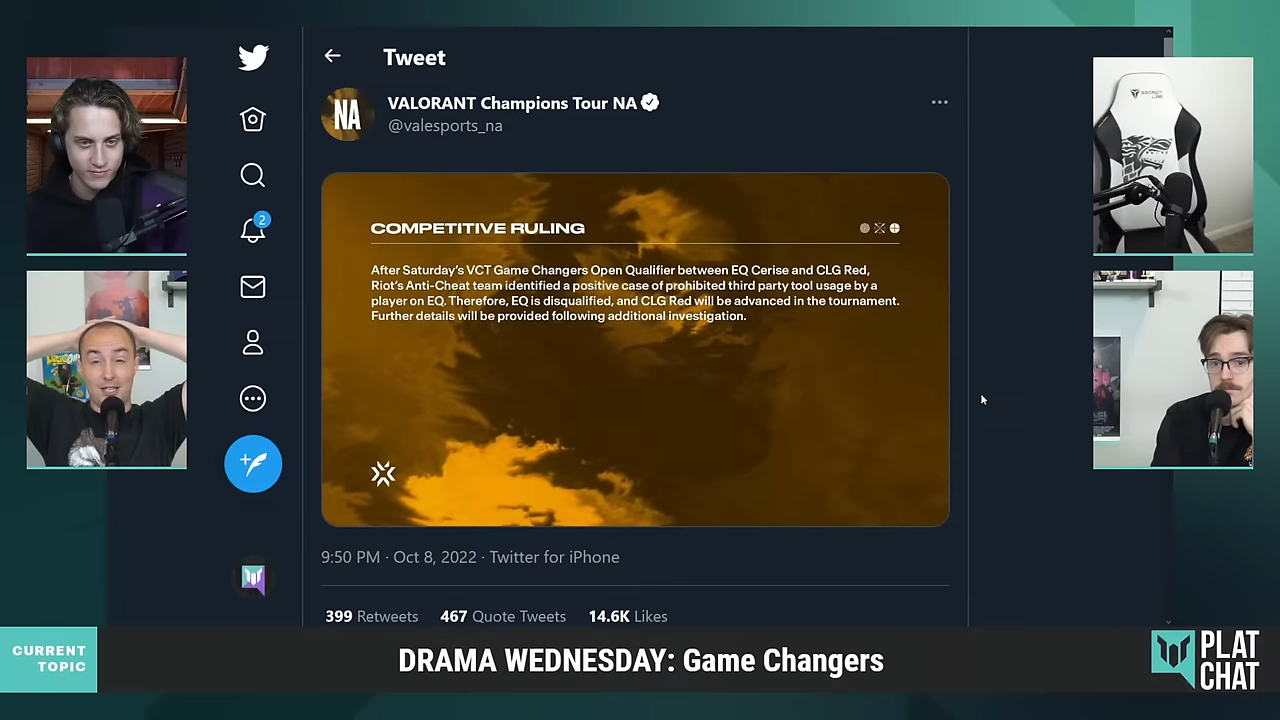 Tweet
NA
VALORANT Champions Tour NA
@valesports_na
SECRET
LAB
2
COMPETITIVE RULING
After Saturday's VCT Game Changers Open Qualifier between EQ Cerise and CLG Red,
Riot's Anti-Cheat team identified a positive case of prohibited third party tool usage by a
player on EQ. Therefore, EQ is disqualified, and CLG Red will be advanced in the tournament.
Further details will be provided following additional investigation.
9:50 PM · Oct 8, 2022 · Twitter for iPhone
399 Retweets 467 Quote Tweets 14.6K Likes
CURRENT
TOPIC
DRAMA WEDNESDAY: Game Changers
PLAT
CHAT